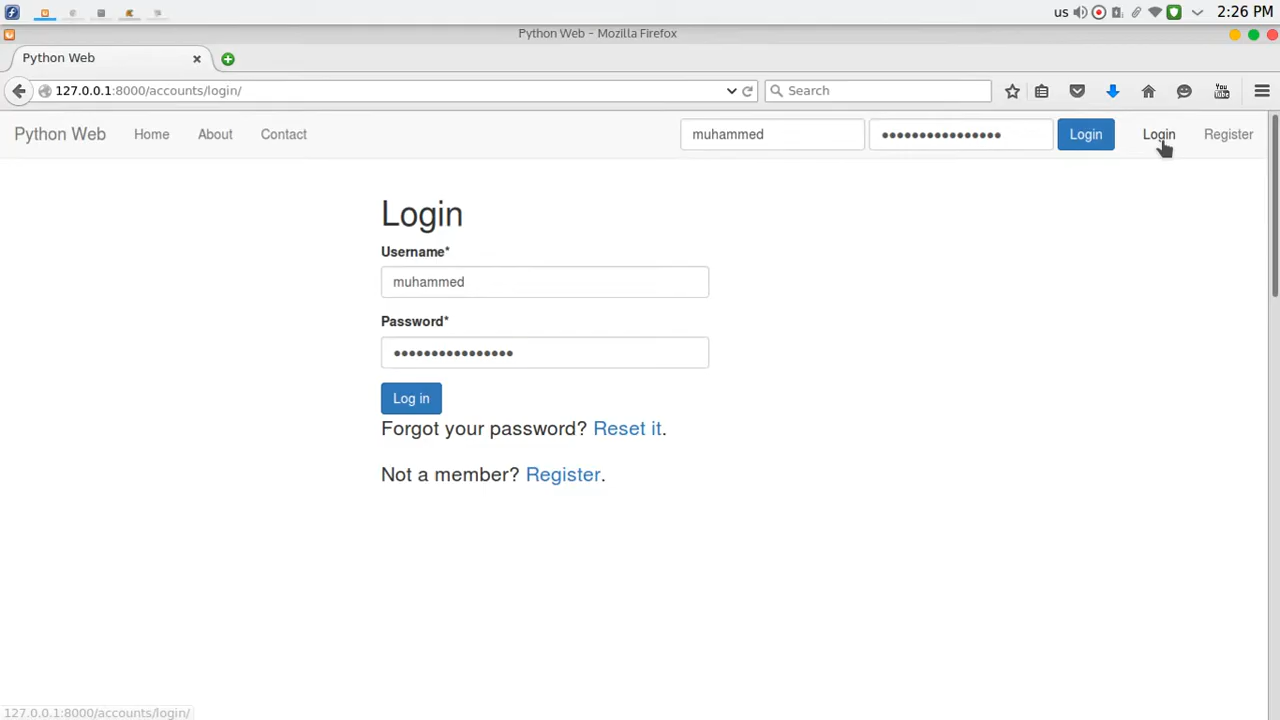 us 2:26 PM
Python Web - Mozilla Firefox
Python Web
127.0.0.1:8000/accounts/login/ Search
Python Web Home About Contact muhammed •••••••••••••••• Login Login Register
Login
Username*
muhammed
Password*
••••••••••••••••
Log in
Forgot your password? Reset it.
Not a member? Register.
127.0.0.1:8000/accounts/login/